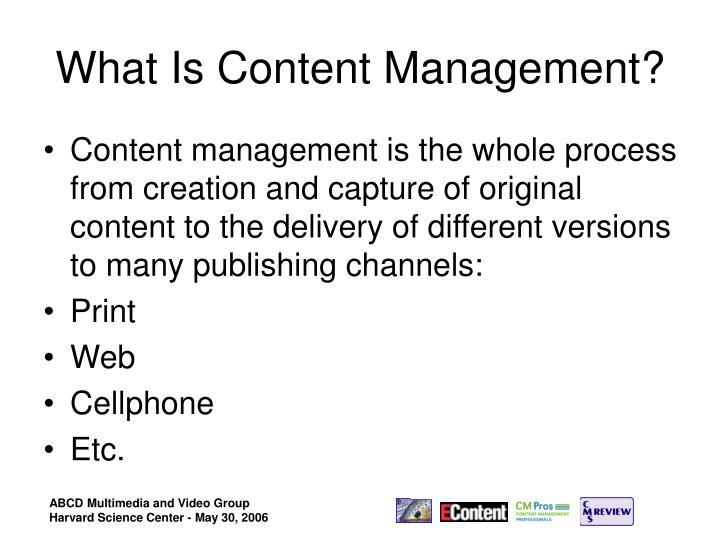 What Is Content Management?
• Content management is the whole process
from creation and capture of original
content to the delivery of different versions
to many publishing channels:
• Print
• Web
• Cellphone
• Etc.
ABCD Multimedia and Video Group
Harvard Science Center - May 30, 2006
EContent
CM Pros
CONTENT MANAGEMENT
PROFESSIONALS
CMS REVIEW